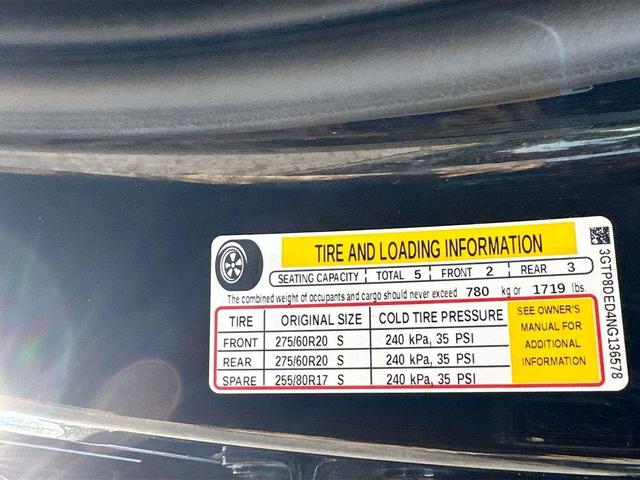 TIRE AND LOADING INFORMATION
SEATING CAPACITY TOTAL 5 FRONT 2 REAR 3
The combined weight of occupants and cargo should never exceed 780 kg or 1719 lbs.
TIRE ORIGINAL SIZE COLD TIRE PRESSURE
FRONT 275/60R20 S 240 kPa, 35 PSI
REAR 275/60R20 S 240 kPa, 35 PSI
SPARE 255/80R17 S 240 kPa, 35 PSI
SEE OWNER'S
MANUAL FOR
ADDITIONAL
INFORMATION
3GTP8DED4NG136578